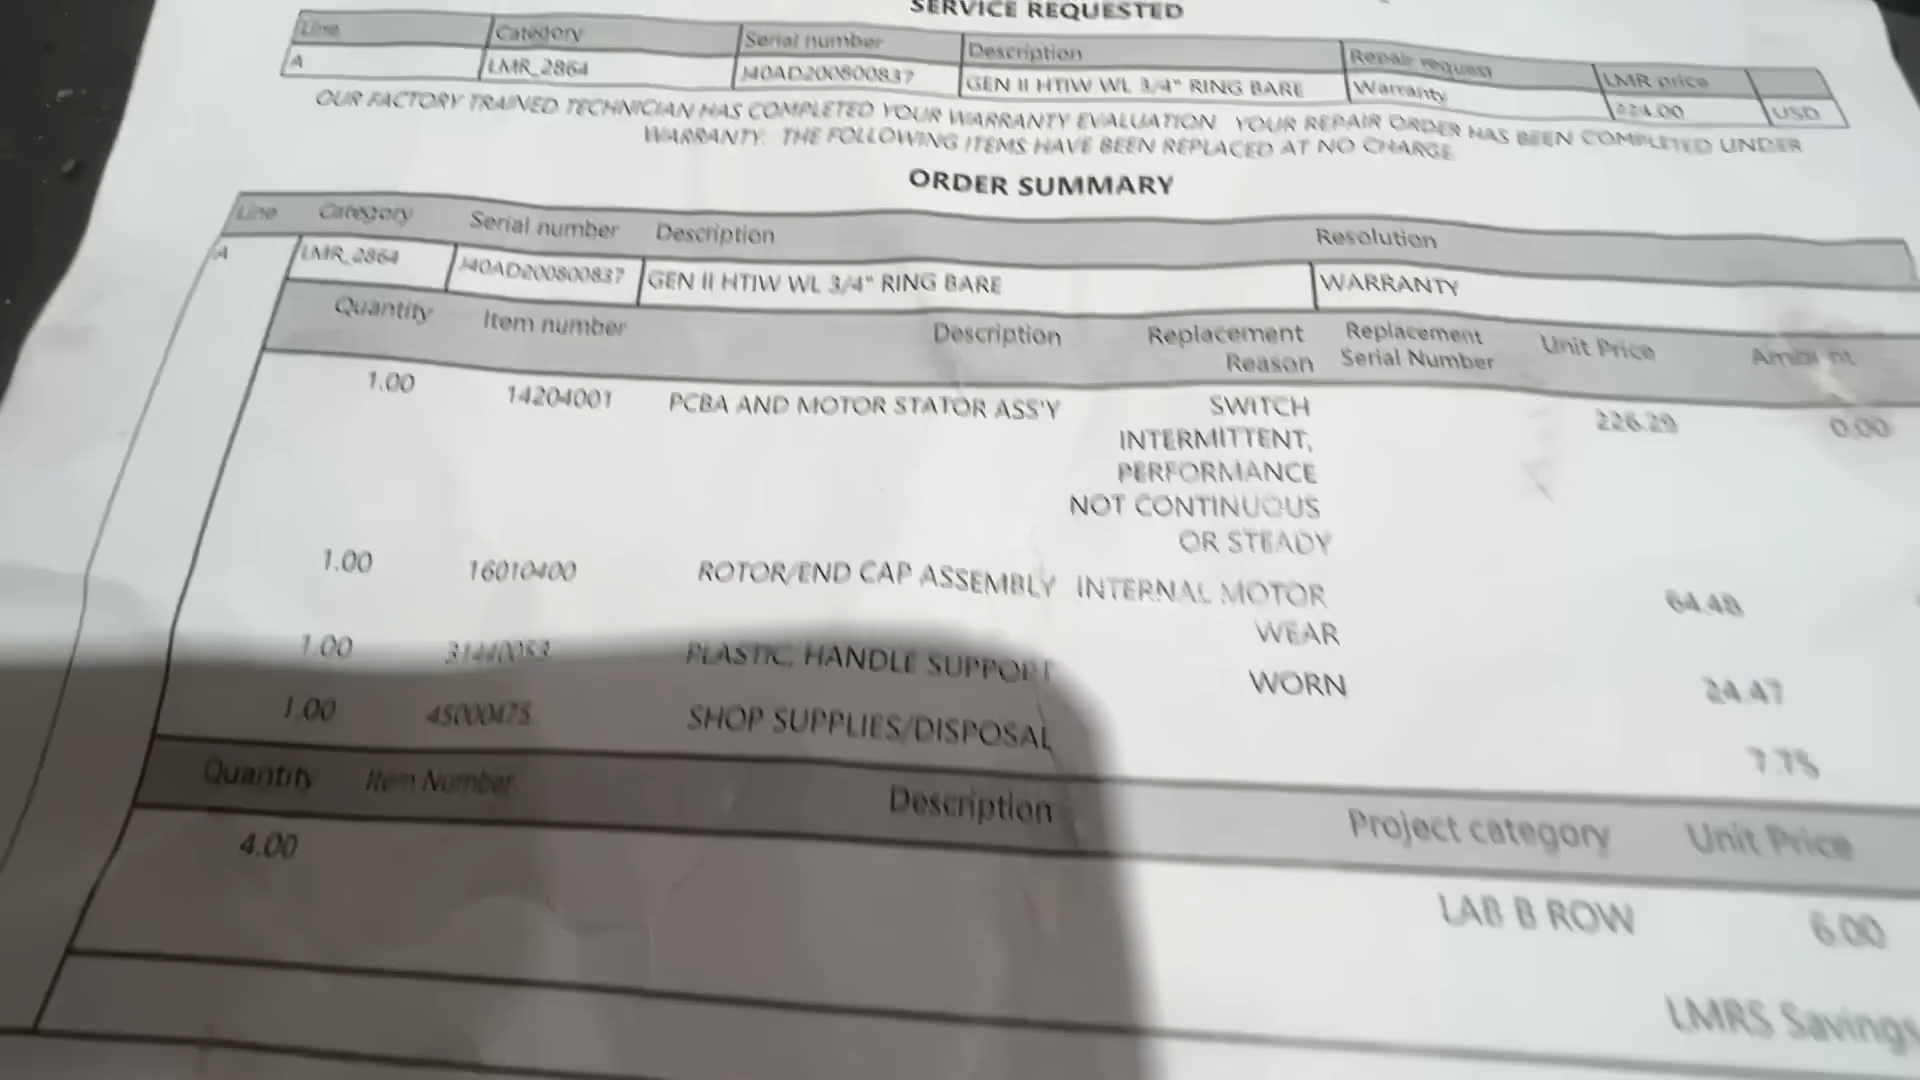 SERVICE REQUESTED
Line Category Serial number Description Repair request LMR price
A LMR_2864 J40AD200800837 GEN II HTIW WL 3/4" RING BARE Warranty 224.00 USD
OUR FACTORY TRAINED TECHNICIAN HAS COMPLETED YOUR WARRANTY EVALUATION. YOUR REPAIR ORDER HAS BEEN COMPLETED UNDER
WARRANTY. THE FOLLOWING ITEMS HAVE BEEN REPLACED AT NO CHARGE
ORDER SUMMARY
Line Category Serial number Description Resolution
A LMR_2864 J40AD200800837 GEN II HTIW WL 3/4" RING BARE WARRANTY
Quantity Item number Description Replacement Reason Replacement Serial Number Unit Price Amount
1.00 14204001 PCBA AND MOTOR STATOR ASS'Y SWITCH 226.29 0.00
INTERMITTENT,
PERFORMANCE
NOT CONTINUOUS
OR STEADY
1.00 16010400 ROTOR/END CAP ASSEMBLY INTERNAL MOTOR 64.48
WEAR
1.00 31440053 PLASTIC, HANDLE SUPPORT WORN 24.47
1.00 45000475 SHOP SUPPLIES/DISPOSAL 7.75
Quantity Item Number Description Project category Unit Price
4.00 LAB B ROW 6.00
LMRS Savings